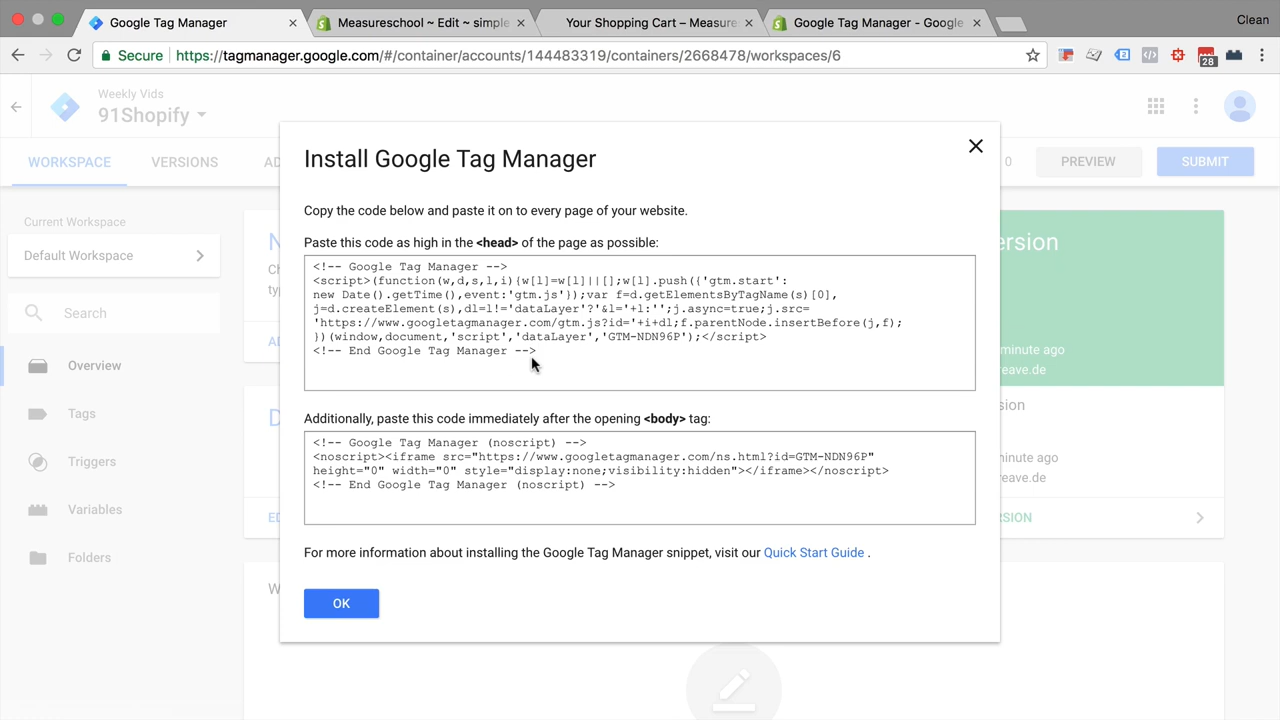 Google Tag Manager
Measureschool ~ Edit ~ simple
Your Shopping Cart – Measure
Google Tag Manager - Google
Clean
Secure
https://tagmanager.google.com/#/container/accounts/144483319/containers/2668478/workspaces/6
28
Weekly Vids
91Shopify
WORKSPACE
VERSIONS
AD
0
PREVIEW
SUBMIT
Current Workspace
Default Workspace
Search
Overview
Tags
Triggers
Variables
Folders
Install Google Tag Manager
Copy the code below and paste it on to every page of your website.
Paste this code as high in the <head> of the page as possible:
<!-- Google Tag Manager -->
<script>(function(w,d,s,l,i){w[l]=w[l]||[];w[l].push({'gtm.start':
new Date().getTime(),event:'gtm.js'});var f=d.getElementsByTagName(s)[0],
j=d.createElement(s),dl=l!='dataLayer'?'&l='+l:'';j.async=true;j.src=
'https://www.googletagmanager.com/gtm.js?id='+i+dl;f.parentNode.insertBefore(j,f);
})(window,document,'script','dataLayer','GTM-NDN96P');</script>
<!-- End Google Tag Manager -->
Additionally, paste this code immediately after the opening <body> tag:
<!-- Google Tag Manager (noscript) -->
<noscript><iframe src="https://www.googletagmanager.com/ns.html?id=GTM-NDN96P"
height="0" width="0" style="display:none;visibility:hidden"></iframe></noscript>
<!-- End Google Tag Manager (noscript) -->
For more information about installing the Google Tag Manager snippet, visit our Quick Start Guide .
OK
ersion
minute ago
eave.de
sion
minute ago
eave.de
RSION